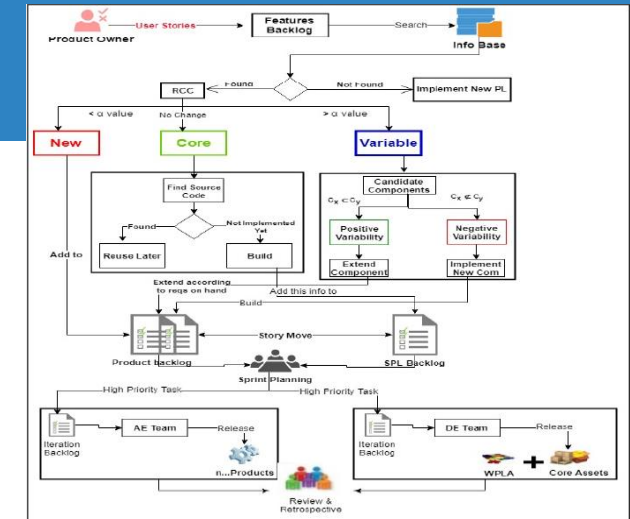 Product Owner
User Stories
Features
Backlog
Search
Info Base
RCC
Found
Not Found
Implement New PL
< α value
No Change
> α value
New
Core
Variable
Find Source
Code
Found
Not Implemented
Yet
Reuse Later
Build
Candidate
Components
Cx ⊂ Cy
Cx ⊄ Cy
Positive
Variability
Negative
Variability
Extend
Component
Implement
New Com
Add to
Extend according
to reqs on hand
Add this info to
Build
Story Move
Product backlog
SPL Backlog
Sprint Planning
High Priority Task
High Priority Task
Iteration
Backlog
AE Team
Release
n...Products
Iteration
Backlog
DE Team
Release
WPLA
+
Core Assets
Review &
Retrospective